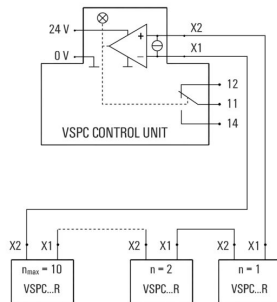 24 V
0 V
+
−
X2
X1
12
11
14
VSPC CONTROL UNIT
X2 X1 X2 X1 X2 X1
nmax = 10 n = 2 n = 1
VSPC...R VSPC...R VSPC...R